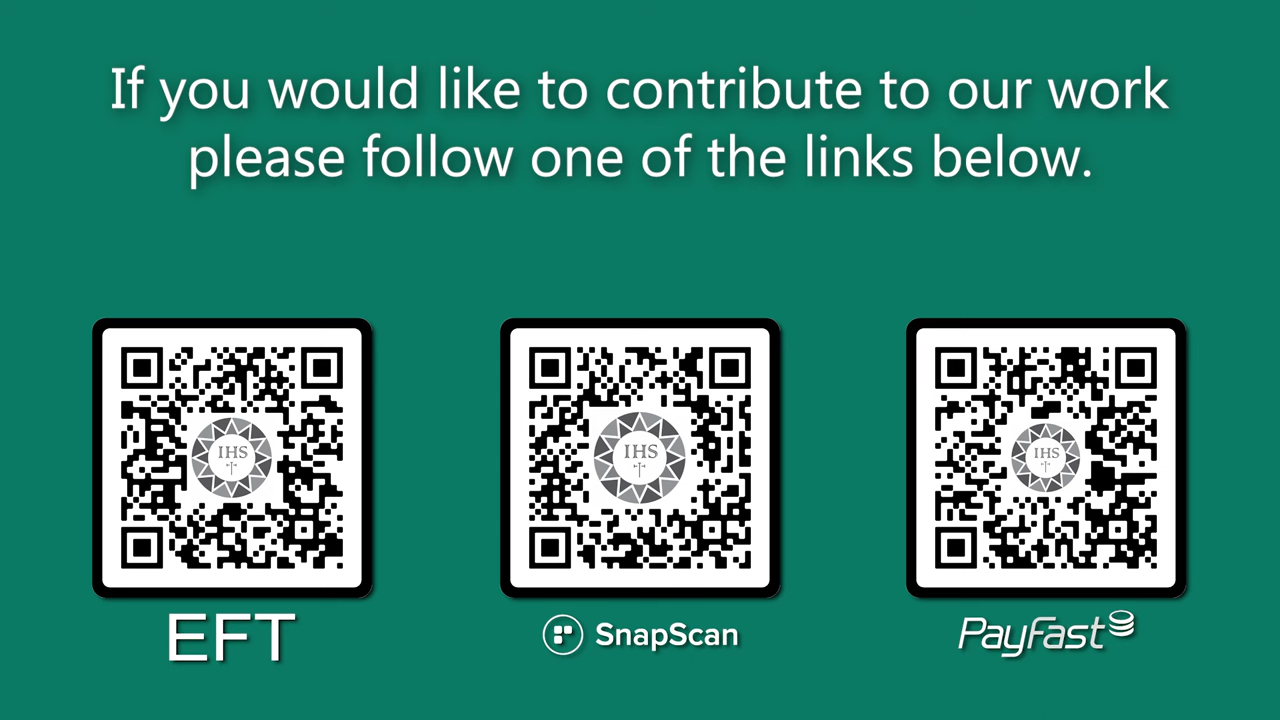 If you would like to contribute to our work
please follow one of the links below.
IHS
IHS
IHS
EFT
SnapScan
PayFast